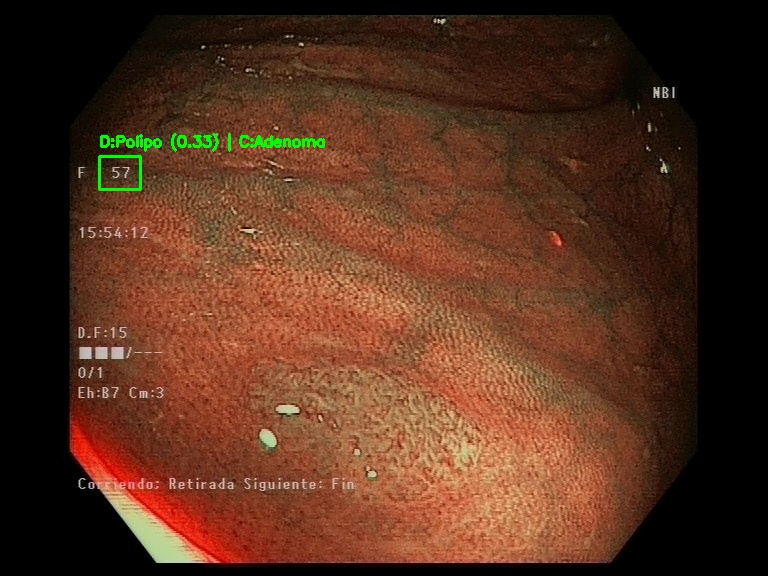 NBI
D:Polipo (0.33) | C:Adenoma
F 57
15:54:12
D.F:15
■■■/---
0/1
Eh:B7 Cm:3
Corriendo; Retirada Siguiente: Fin